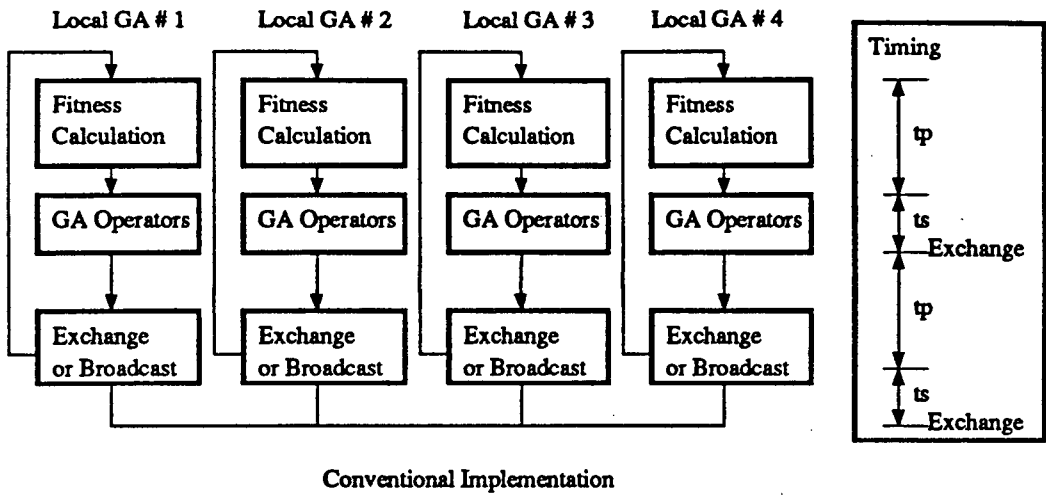 Local GA # 1
Local GA # 2
Local GA # 3
Local GA # 4
Fitness
Calculation
Fitness
Calculation
Fitness
Calculation
Fitness
Calculation
GA Operators
GA Operators
GA Operators
GA Operators
Exchange
or Broadcast
Exchange
or Broadcast
Exchange
or Broadcast
Exchange
or Broadcast
Timing
tp
ts
Exchange
tp
ts
Exchange
Conventional Implementation